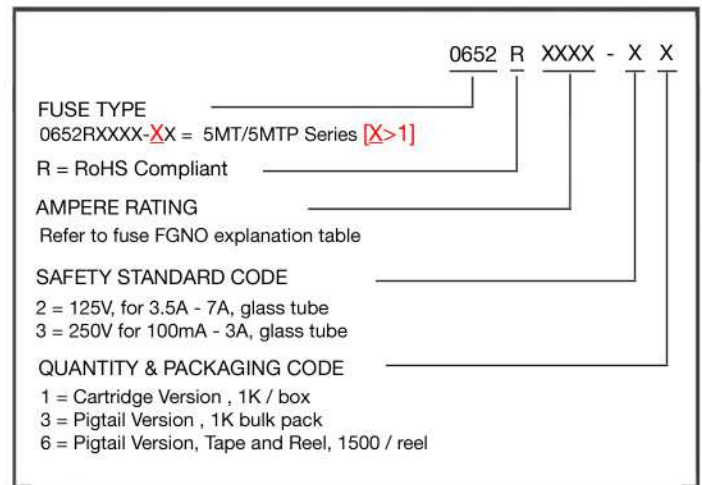 0652 R XXXX - X X
FUSE TYPE
0652RXXXX-XX = 5MT/5MTP Series [X>1]
R = RoHS Compliant
AMPERE RATING
Refer to fuse FGNO explanation table
SAFETY STANDARD CODE
2 = 125V, for 3.5A - 7A, glass tube
3 = 250V for 100mA - 3A, glass tube
QUANTITY & PACKAGING CODE
1 = Cartridge Version , 1K / box
3 = Pigtail Version , 1K bulk pack
6 = Pigtail Version, Tape and Reel, 1500 / reel